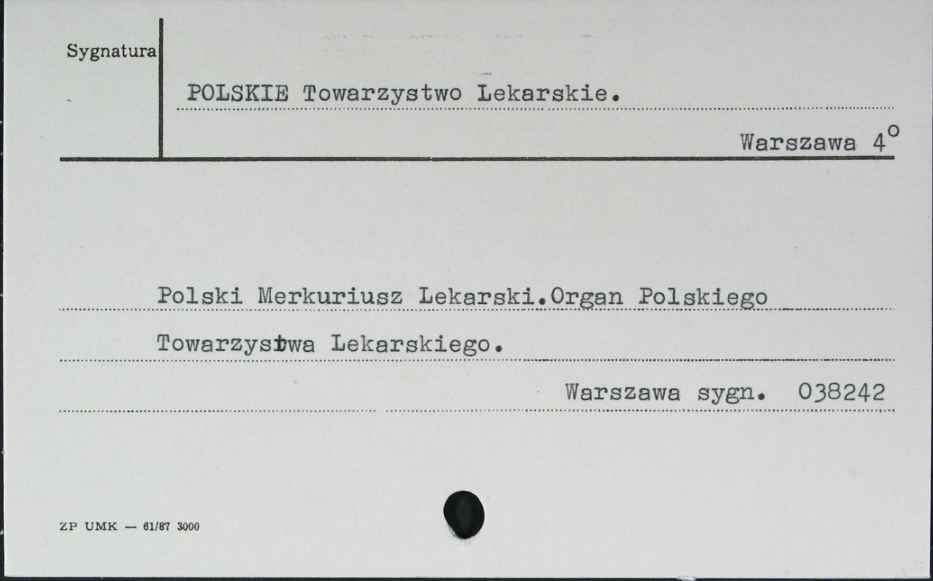 Sygnatura
POLSKIE Towarzystwo Lekarskie.
Warszawa 4°
Polski Merkuriusz Lekarski.Organ Polskiego
Towarzystwa Lekarskiego.
Warszawa sygn. 038242
ZP UMK — 61/87 3000